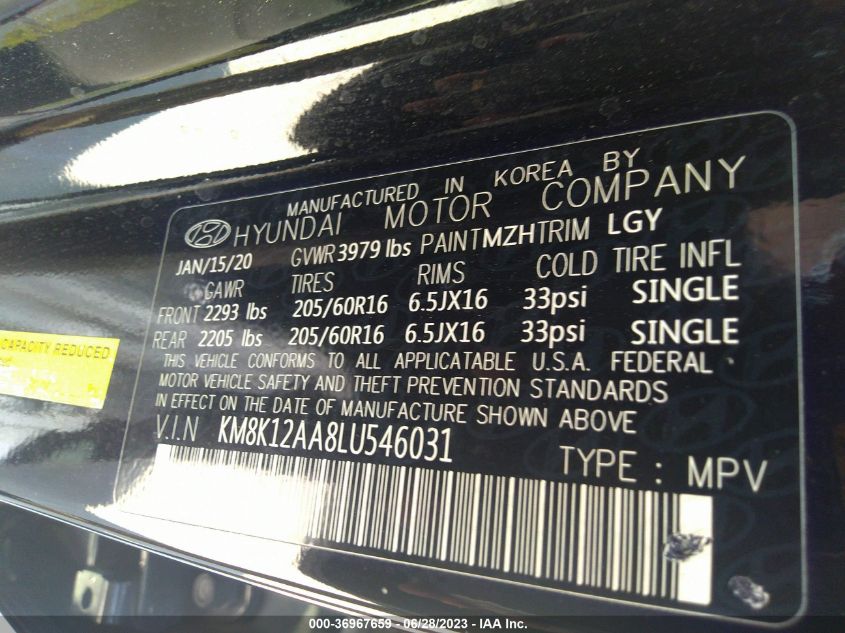 MANUFACTURED IN KOREA BY
HYUNDAI MOTOR COMPANY
JAN/15/20 GVWR 3979 lbs PAINT MZH TRIM LGY
GAWR TIRES RIMS COLD TIRE INFL
FRONT 2293 lbs 205/60R16 6.5JX16 33psi SINGLE
REAR 2205 lbs 205/60R16 6.5JX16 33psi SINGLE
THIS VEHICLE CONFORMS TO ALL APPLICATABLE U.S.A. FEDERAL
MOTOR VEHICLE SAFETY AND THEFT PREVENTION STANDARDS
IN EFFECT ON THE DATE OF MANUFACTURE SHOWN ABOVE
V.I.N KM8K12AA8LU546031
TYPE : MPV
CAPACITY REDUCED
000-36967659 - 06/28/2023 - IAA Inc.